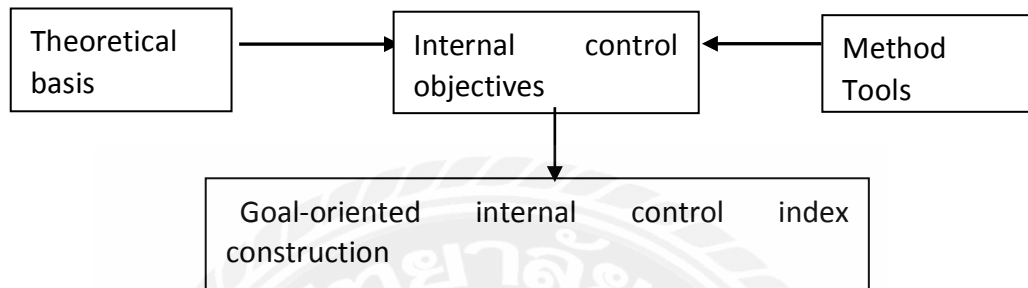 Theoretical
basis
Internal control
objectives
Method
Tools
Goal-oriented internal control index
construction